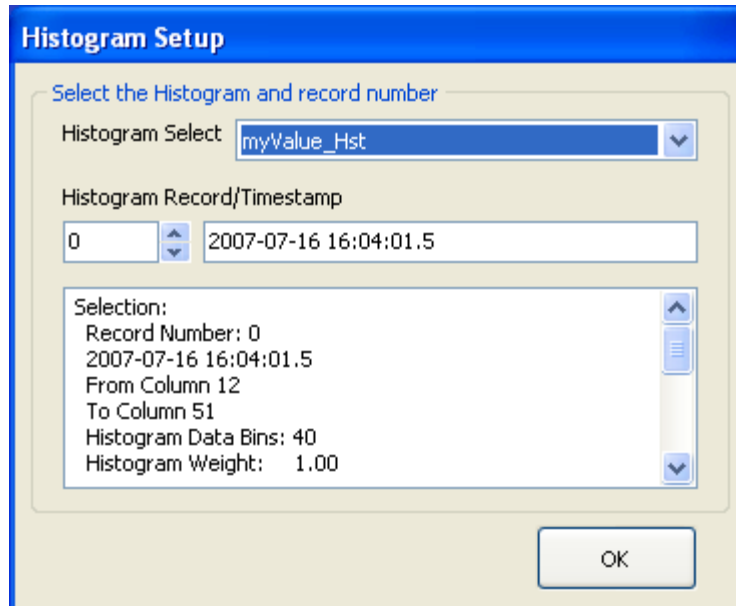 Histogram Setup
Select the Histogram and record number
Histogram Select myValue_Hst
Histogram Record/Timestamp
0 2007-07-16 16:04:01.5
Selection:
Record Number: 0
2007-07-16 16:04:01.5
From Column 12
To Column 51
Histogram Data Bins: 40
Histogram Weight: 1.00
OK